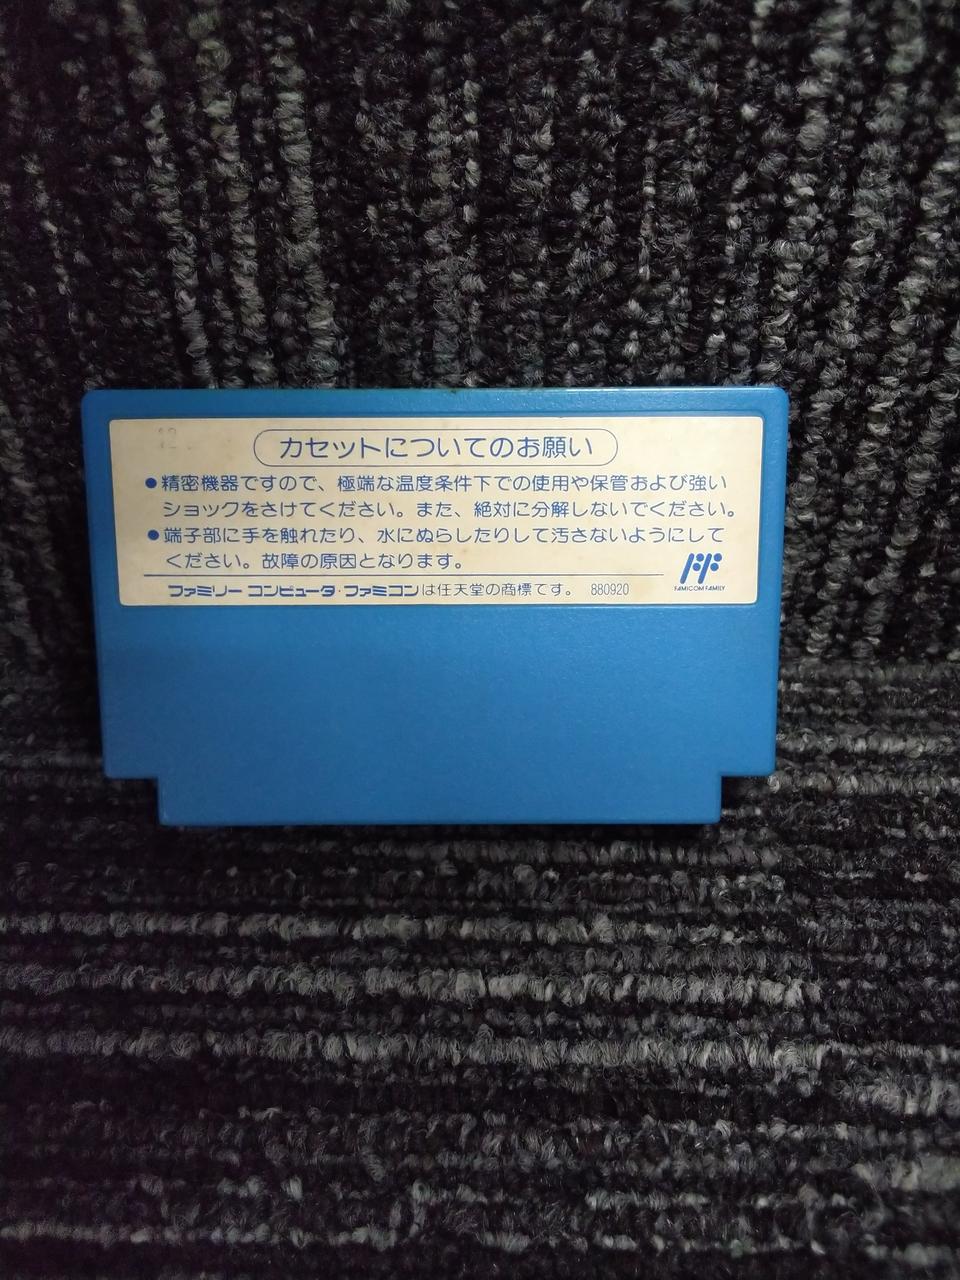 12
カセットについてのお願い
●精密機器ですので、極端な温度条件下での使用や保管および強い
ショックをさけてください。また、絶対に分解しないでください。
●端子部に手を触れたり、水にぬらしたりして汚さないようにして
ください。故障の原因となります。
FF
FAMICOM FAMILY
ファミリー コンピュータ・ファミコンは任天堂の商標です。 880920